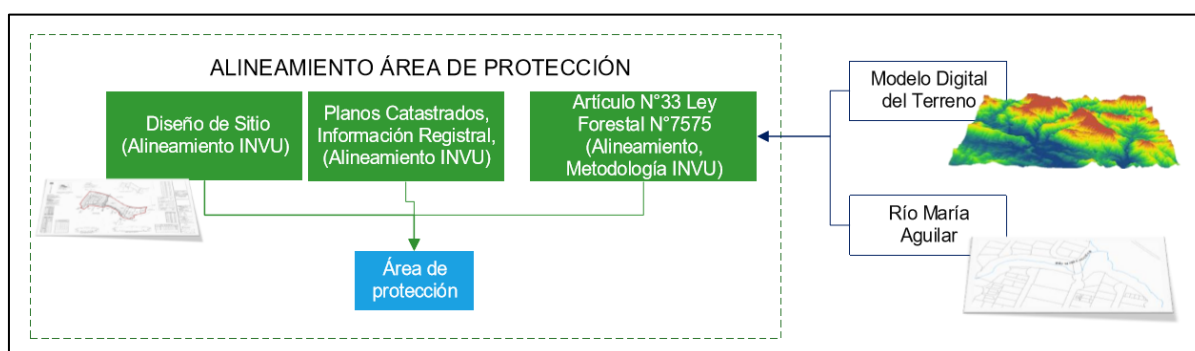 ALINEAMIENTO ÁREA DE PROTECCIÓN
Diseño de Sitio
(Alineamiento INVU)
Planos Catastrados,
Información Registral,
(Alineamiento INVU)
Artículo N°33 Ley
Forestal N°7575
(Alineamiento,
Metodología INVU)
Área de
protección
Modelo Digital
del Terreno
Río María
Aguilar